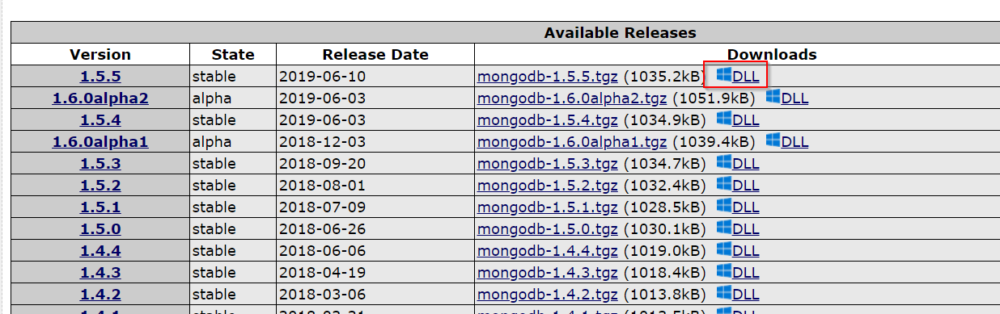 Available Releases
Version State Release Date Downloads
1.5.5 stable 2019-06-10 mongodb-1.5.5.tgz (1035.2kB) DLL
1.6.0alpha2 alpha 2019-06-03 mongodb-1.6.0alpha2.tgz (1051.9kB) DLL
1.5.4 stable 2019-06-03 mongodb-1.5.4.tgz (1034.9kB) DLL
1.6.0alpha1 alpha 2018-12-03 mongodb-1.6.0alpha1.tgz (1039.4kB) DLL
1.5.3 stable 2018-09-20 mongodb-1.5.3.tgz (1034.7kB) DLL
1.5.2 stable 2018-08-01 mongodb-1.5.2.tgz (1032.4kB) DLL
1.5.1 stable 2018-07-09 mongodb-1.5.1.tgz (1028.5kB) DLL
1.5.0 stable 2018-06-26 mongodb-1.5.0.tgz (1030.1kB) DLL
1.4.4 stable 2018-06-06 mongodb-1.4.4.tgz (1019.0kB) DLL
1.4.3 stable 2018-04-19 mongodb-1.4.3.tgz (1018.4kB) DLL
1.4.2 stable 2018-03-06 mongodb-1.4.2.tgz (1013.8kB) DLL